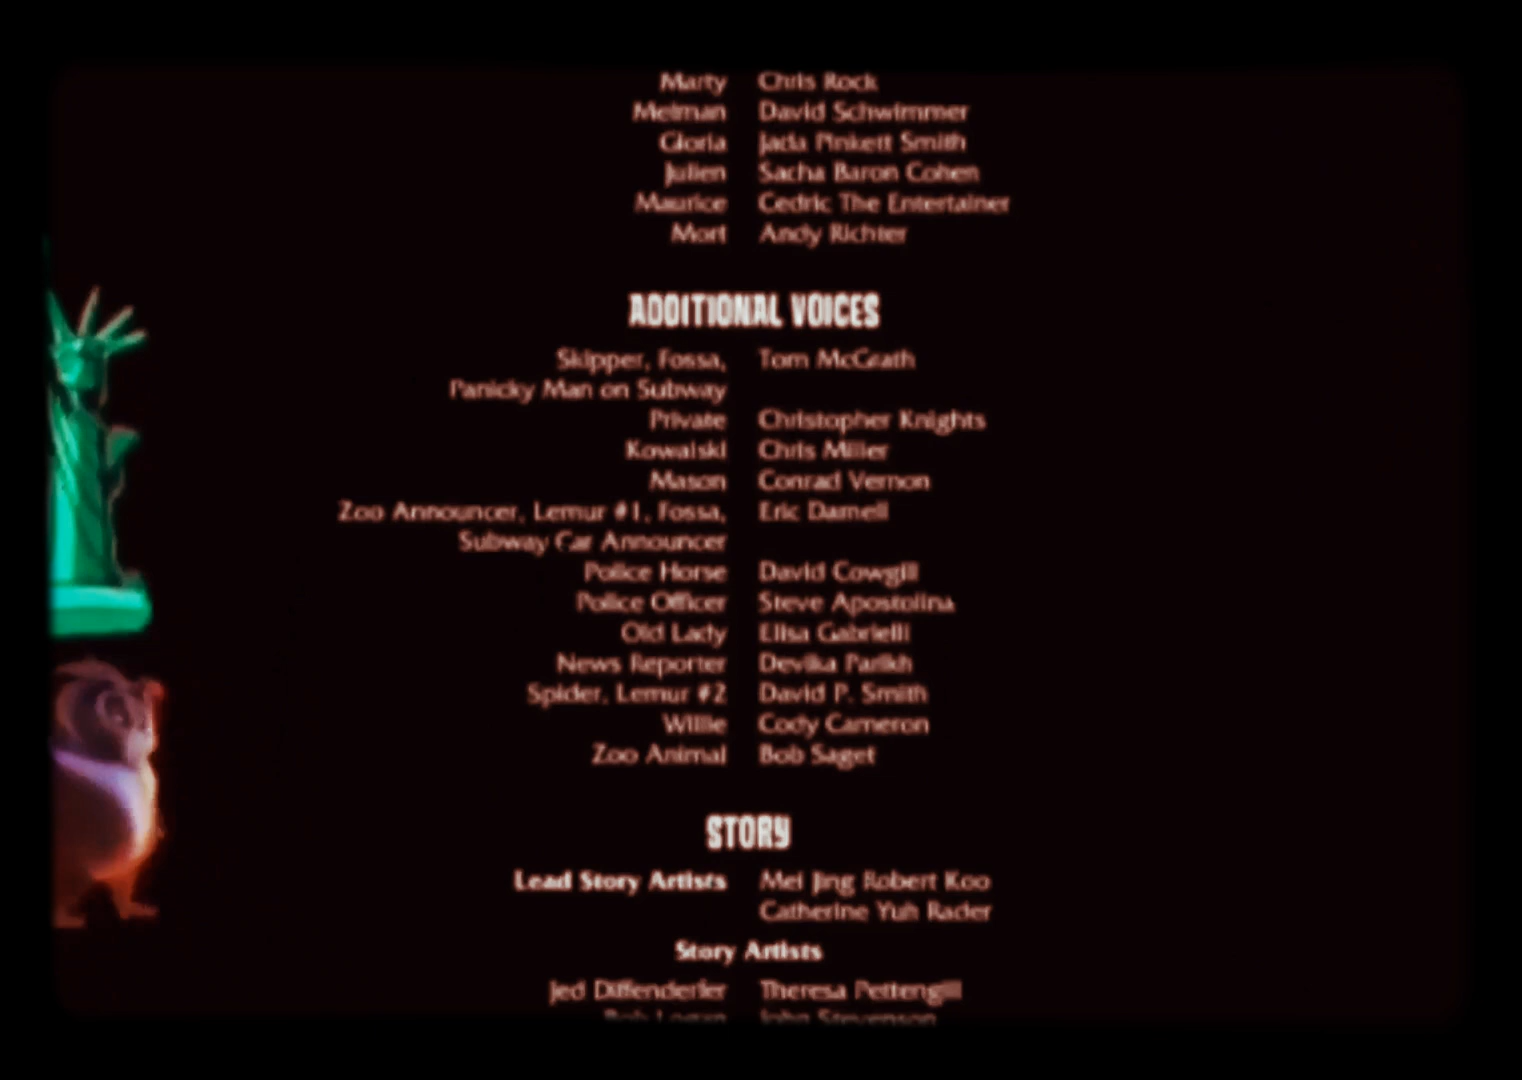 Marty Chris Rock
Melman David Schwimmer
Gloria Jada Pinkett Smith
Julien Sacha Baron Cohen
Maurice Cedric The Entertainer
Mort Andy Richter
ADDITIONAL VOICES
Skipper, Fossa, Tom McGrath
Panicky Man on Subway
Private Christopher Knights
Kowalski Chris Miller
Mason Conrad Vernon
Zoo Announcer, Lemur #1, Fossa, Eric Darnell
Subway Car Announcer
Police Horse David Cowgill
Police Officer Steve Apostolina
Old Lady Elisa Gabrielli
News Reporter Devika Parikh
Spider, Lemur #2 David P. Smith
Willie Cody Cameron
Zoo Animal Bob Saget
STORY
Lead Story Artists Mei Jing Robert Koo
Catherine Yuh Rader
Story Artists
Jed Diffenderfer Theresa Pettengill
Bob Logan John Stevenson